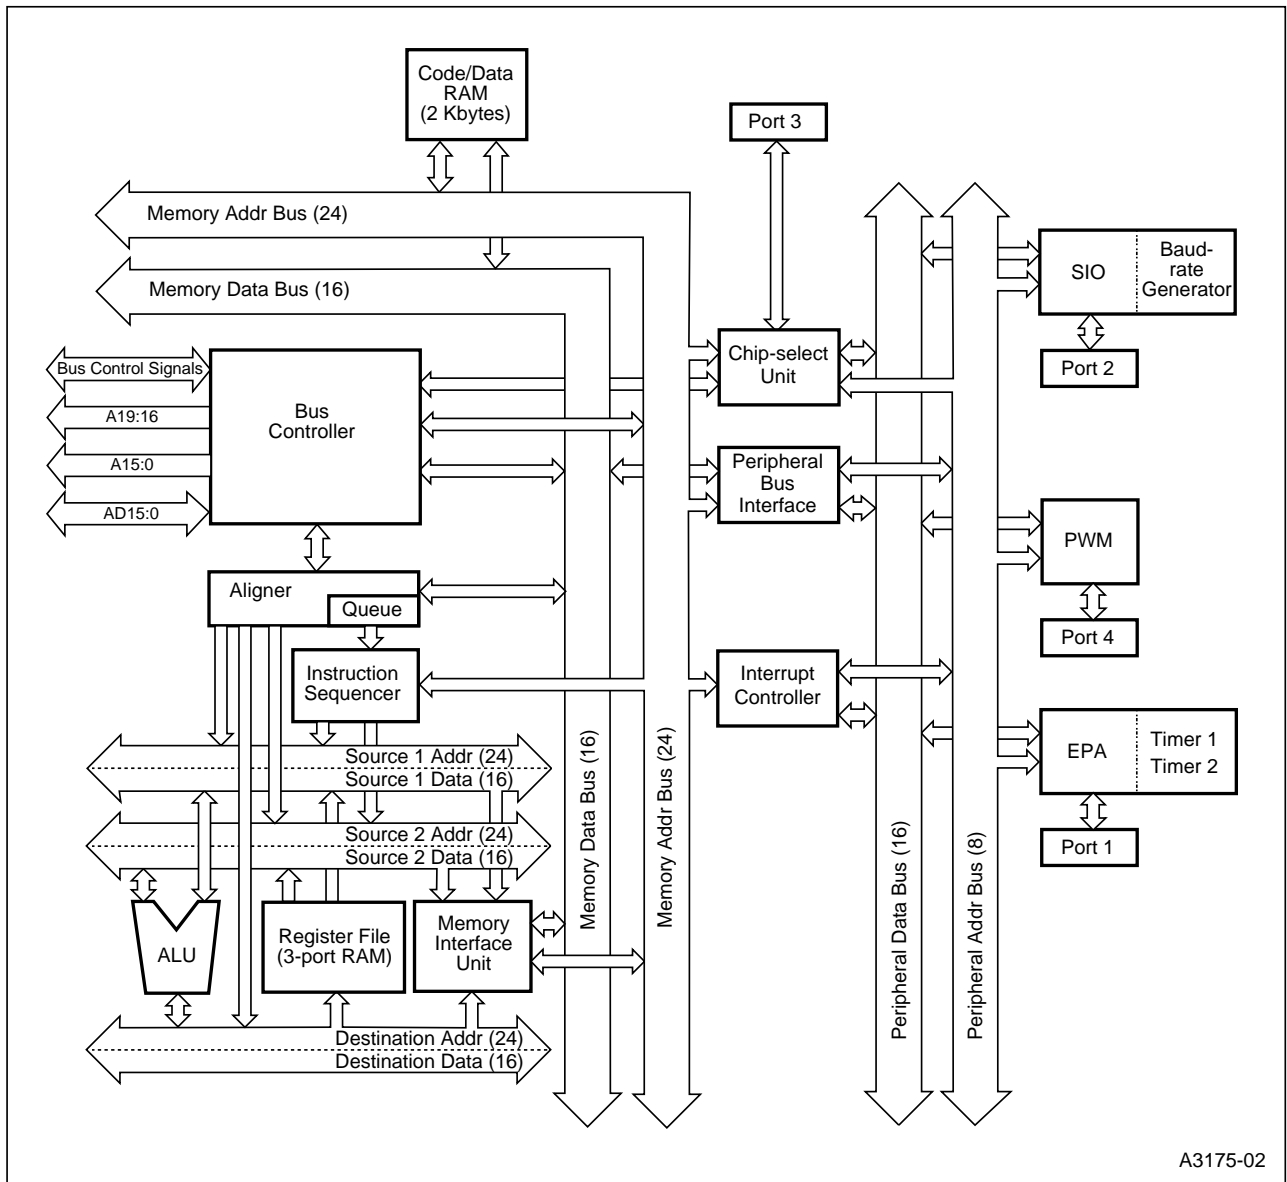 Code/Data
RAM
(2 Kbytes)
Port 3
Memory Addr Bus (24)
Memory Data Bus (16)
SIO
Baud-
rate
Generator
Port 2
Bus Control Signals
A19:16
A15:0
AD15:0
Bus
Controller
Chip-select
Unit
Peripheral
Bus
Interface
PWM
Port 4
Aligner
Queue
Instruction
Sequencer
Interrupt
Controller
EPA
Timer 1
Timer 2
Port 1
Source 1 Addr (24)
Source 1 Data (16)
Source 2 Addr (24)
Source 2 Data (16)
Memory Data Bus (16)
Memory Addr Bus (24)
Peripheral Data Bus (16)
Peripheral Addr Bus (8)
ALU
Register File
(3-port RAM)
Memory
Interface
Unit
Destination Addr (24)
Destination Data (16)
A3175-02